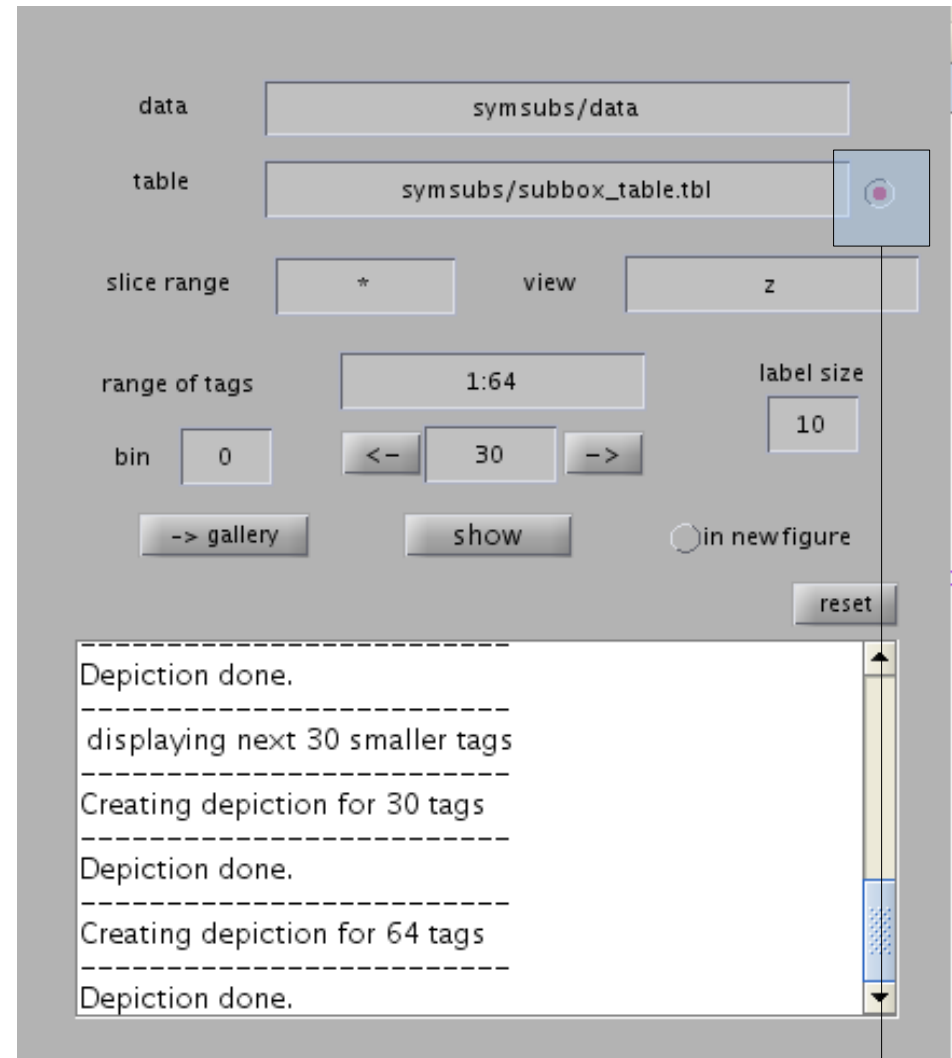 data symsubs/data
table symsubs/subbox_table.tbl
slice range * view z
range of tags 1:64 label size
bin 0 <- 30 -> 10
-> gallery show in new figure
reset
-------------------------
Depiction done.
-------------------------
displaying next 30 smaller tags
-------------------------
Creating depiction for 30 tags
-------------------------
Depiction done.
-------------------------
Creating depiction for 64 tags
-------------------------
Depiction done.